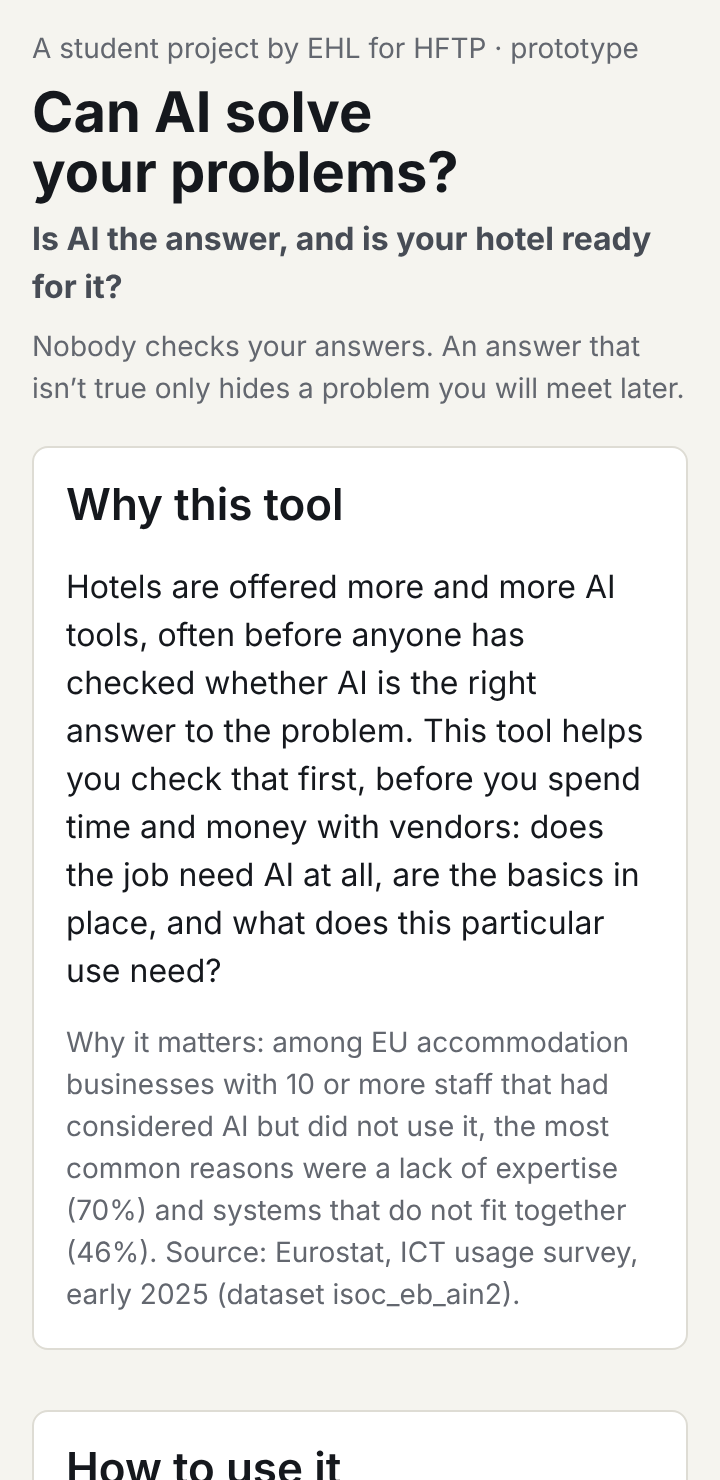 A student project by EHL for HFTP · prototype
Can AI solve
your problems?
Is AI the answer, and is your hotel ready
for it?
Nobody checks your answers. An answer that
isn’t true only hides a problem you will meet later.
Why this tool
Hotels are offered more and more AI
tools, often before anyone has
checked whether AI is the right
answer to the problem. This tool helps
you check that first, before you spend
time and money with vendors: does
the job need AI at all, are the basics in
place, and what does this particular
use need?
Why it matters: among EU accommodation
businesses with 10 or more staff that had
considered AI but did not use it, the most
common reasons were a lack of expertise
(70%) and systems that do not fit together
(46%). Source: Eurostat, ICT usage survey,
early 2025 (dataset isoc_eb_ain2).
How to use it